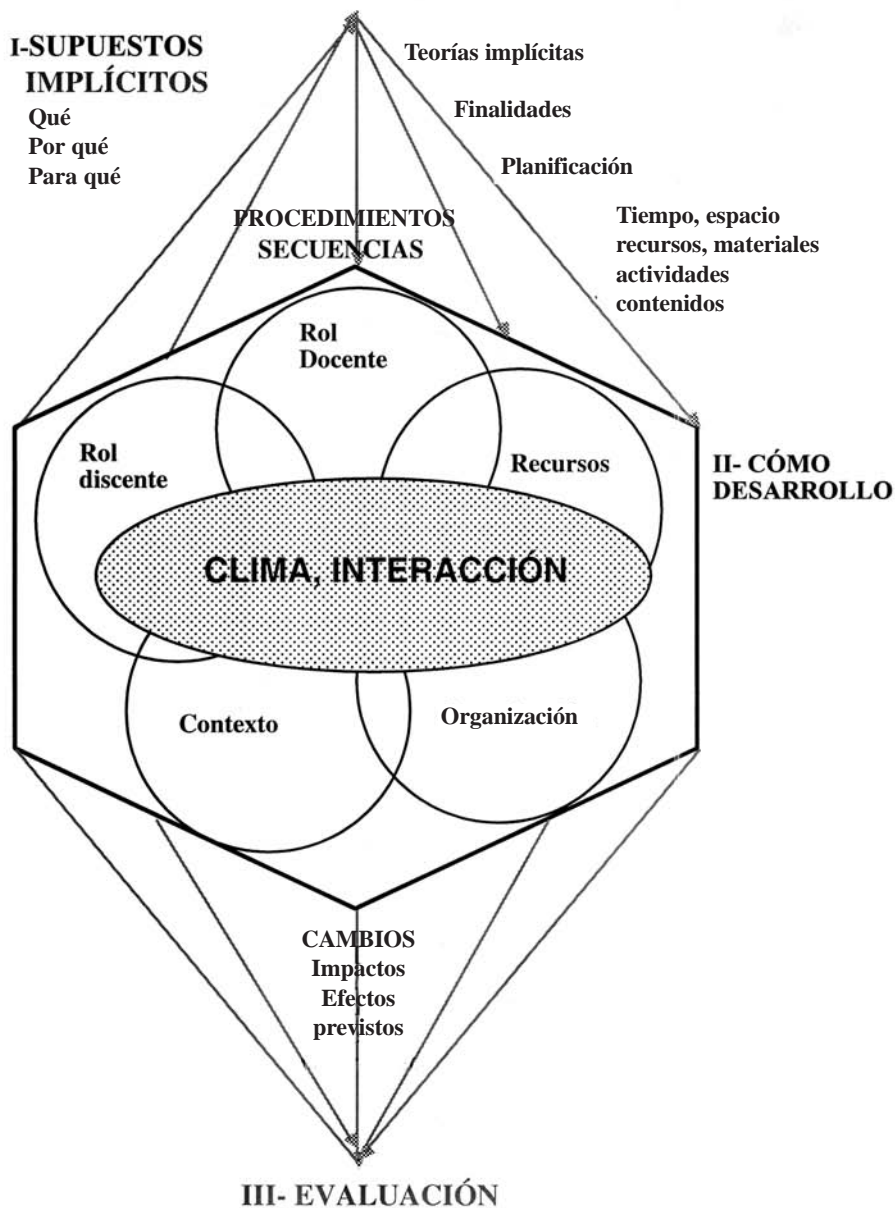 I-SUPUESTOS
IMPLÍCITOS
Qué
Por qué
Para qué
Teorías implícitas
Finalidades
Planificación
Tiempo, espacio
recursos, materiales
actividades
contenidos
PROCEDIMIENTOS
SECUENCIAS
Rol
Docente
Rol
discente
Recursos
II- CÓMO
DESARROLLO
CLIMA, INTERACCIÓN
Contexto
Organización
CAMBIOS
Impactos
Efectos
previstos
III- EVALUACIÓN